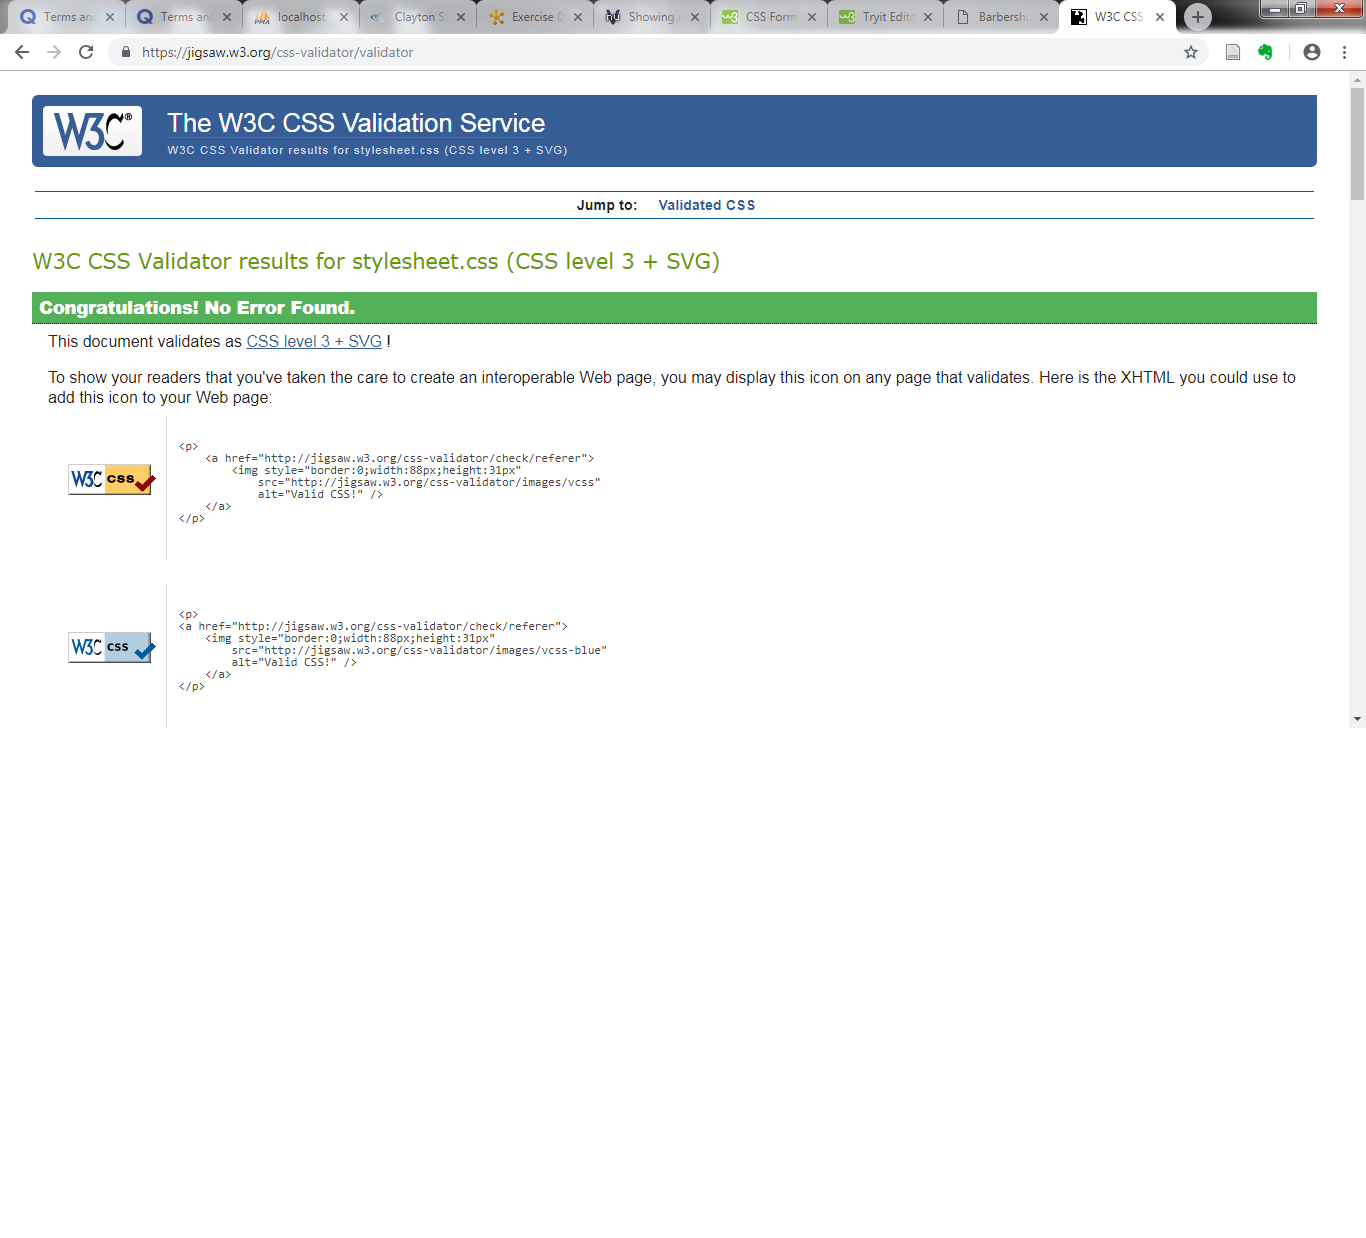 Terms and
Terms and
localhost
PMA
Clayton S
Exercise
Showing
CSS Form
Tryit Edito
Barbersho
W3C CSS
https://jigsaw.w3.org/css-validator/validator
W3C®
The W3C CSS Validation Service
W3C CSS Validator results for stylesheet.css (CSS level 3 + SVG)
Jump to: Validated CSS
W3C CSS Validator results for stylesheet.css (CSS level 3 + SVG)
Congratulations! No Error Found.
This document validates as CSS level 3 + SVG !
To show your readers that you've taken the care to create an interoperable Web page, you may display this icon on any page that validates. Here is the XHTML you could use to
add this icon to your Web page:
W3C css
<p>
<a href="http://jigsaw.w3.org/css-validator/check/referer">
<img style="border:0;width:88px;height:31px"
src="http://jigsaw.w3.org/css-validator/images/vcss"
alt="Valid CSS!" />
</a>
</p>
W3C css
<p>
<a href="http://jigsaw.w3.org/css-validator/check/referer">
<img style="border:0;width:88px;height:31px"
src="http://jigsaw.w3.org/css-validator/images/vcss-blue"
alt="Valid CSS!" />
</a>
</p>